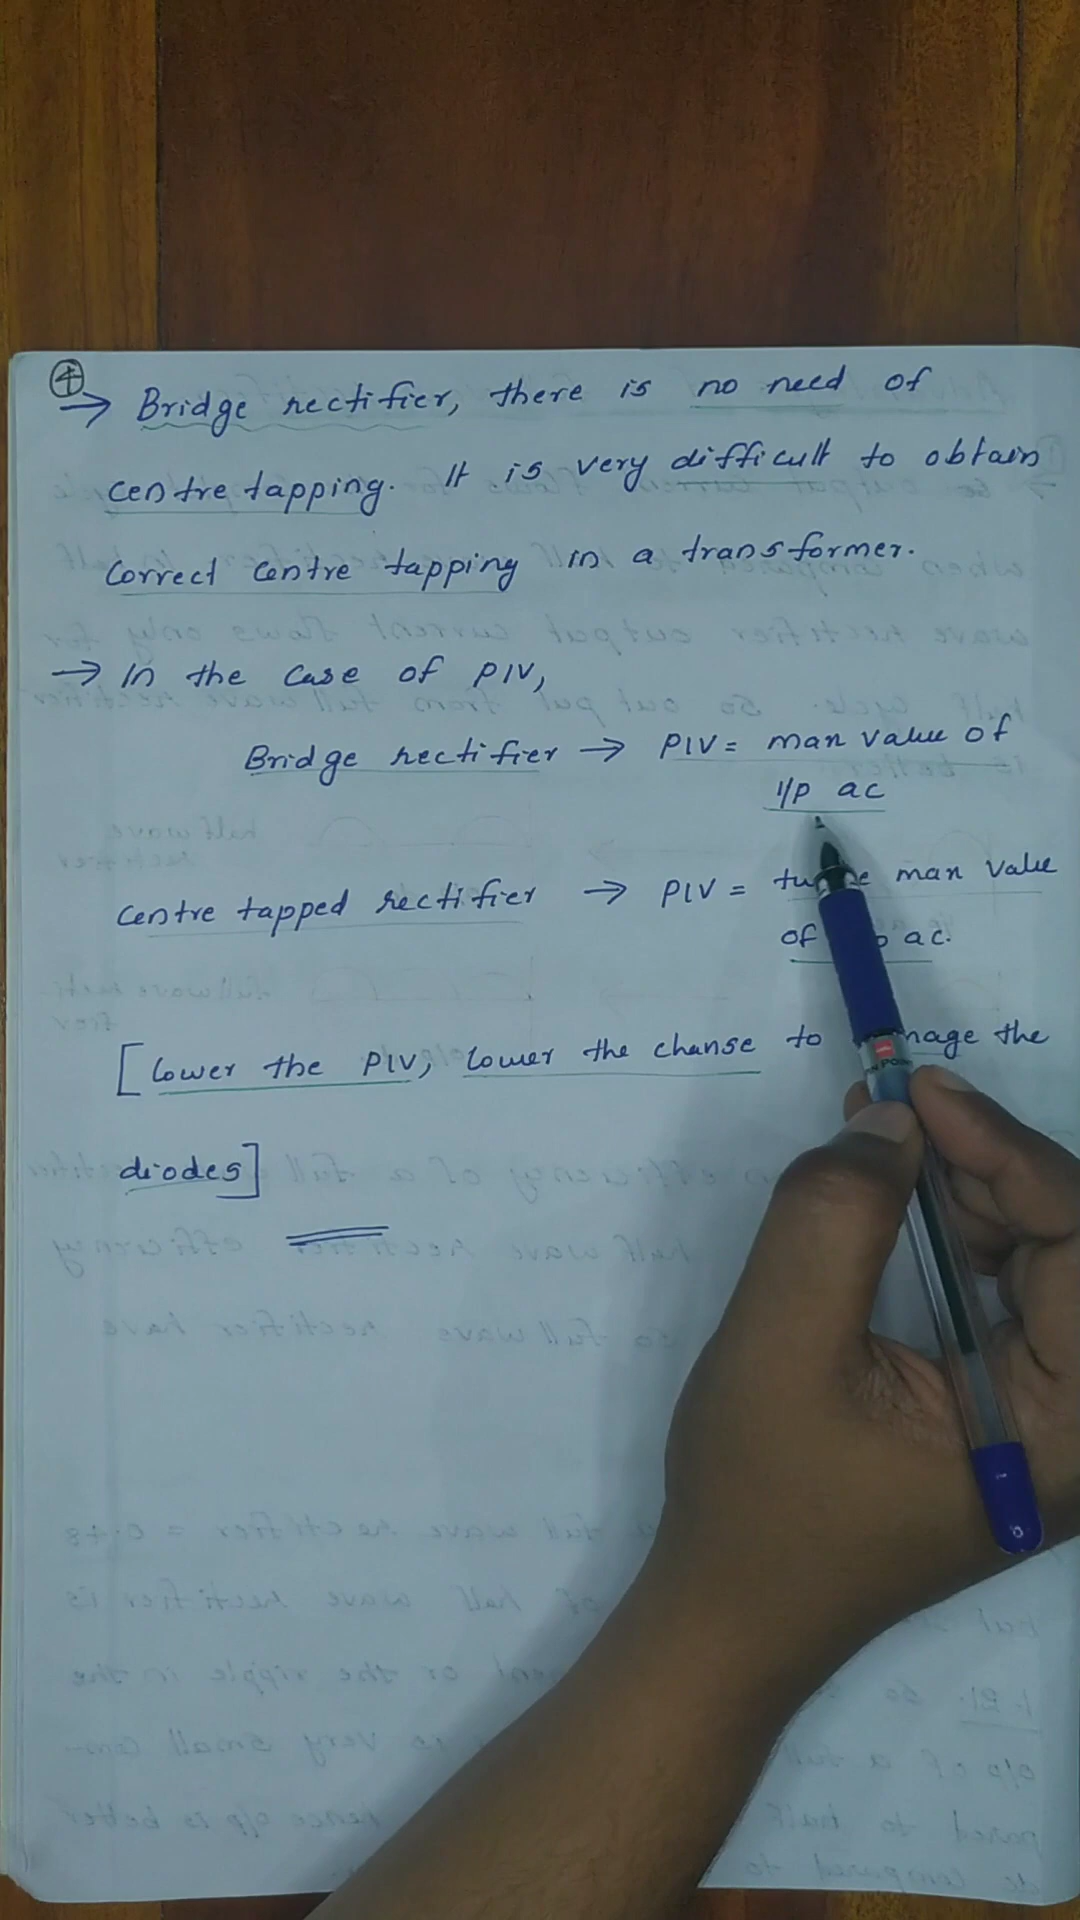 ④
→ Bridge rectifier, there is no need of
centre tapping. It is very difficult to obtain
correct centre tapping in a transformer.
→ In the case of PIV,
Bridge rectifier → PIV = max value of
i/p ac
centre tapped rectifier → PIV = max value
of ac.
[Lower the PIV, lower the chanse to the
diodes]